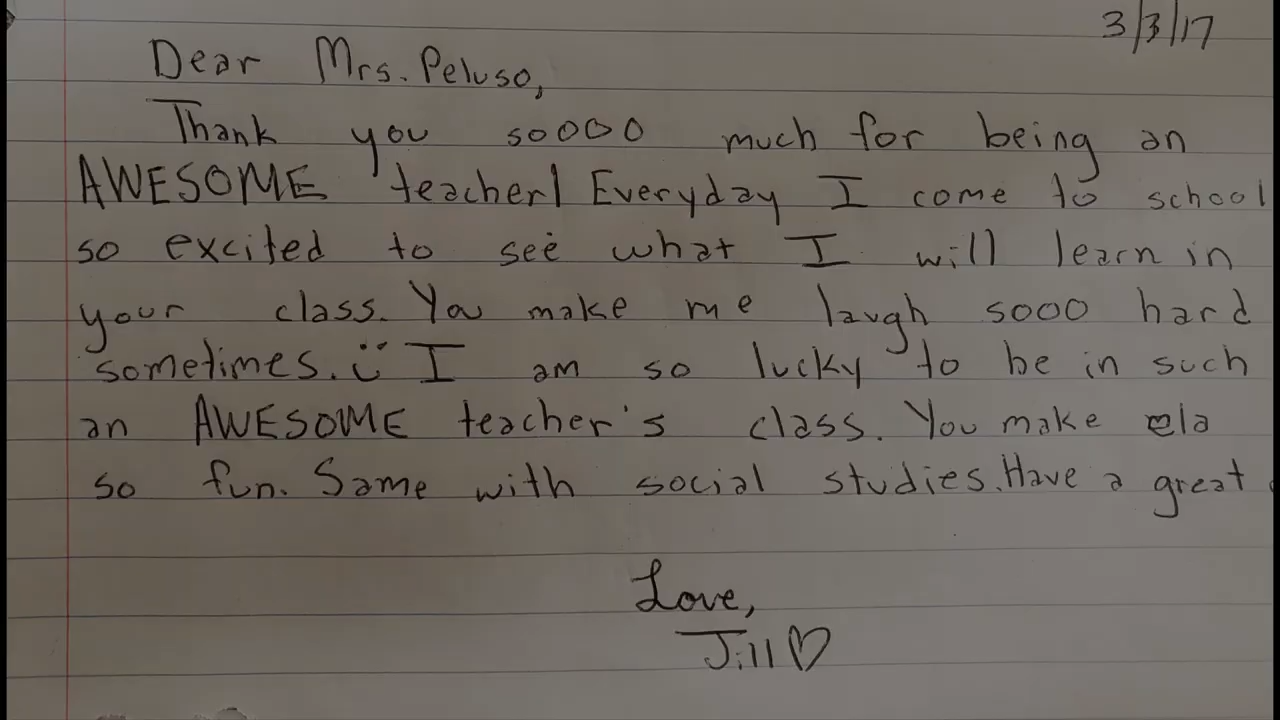 3/3/17
Dear Mrs. Peluso,
Thank you soooo much for being an
AWESOME teacher! Everyday I come to school
so excited to see what I will learn in
your class. You make me laugh sooo hard
sometimes. :) I am so lucky to be in such
an AWESOME teacher's class. You make ela
so fun. Same with social studies. Have a great
Love,
Jill ♡